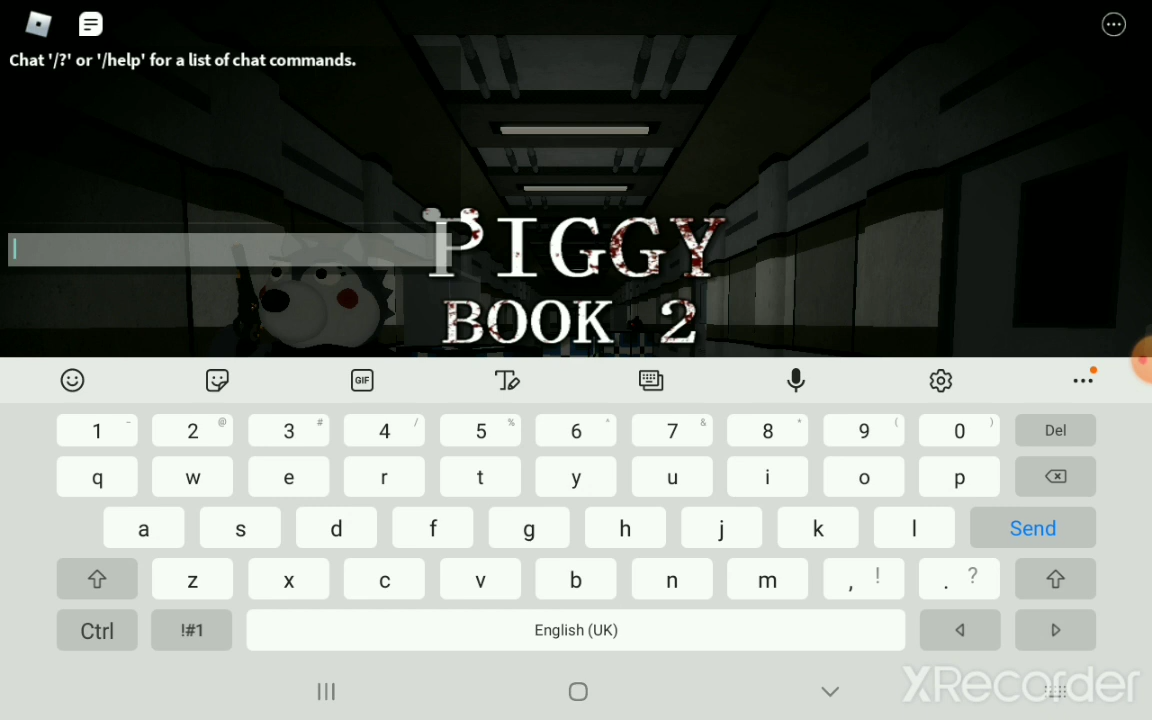 Chat '/?' or '/help' for a list of chat commands.
PIGGY
BOOK 2
GIF
1 - 2 @ 3 # 4 / 5 % 6 ^ 7 & 8 * 9 ( 0 ) Del
q w e r t y u i o p
a s d f g h j k l Send
z x c v b n m , ! . ?
Ctrl !#1 English (UK)
XRecorder